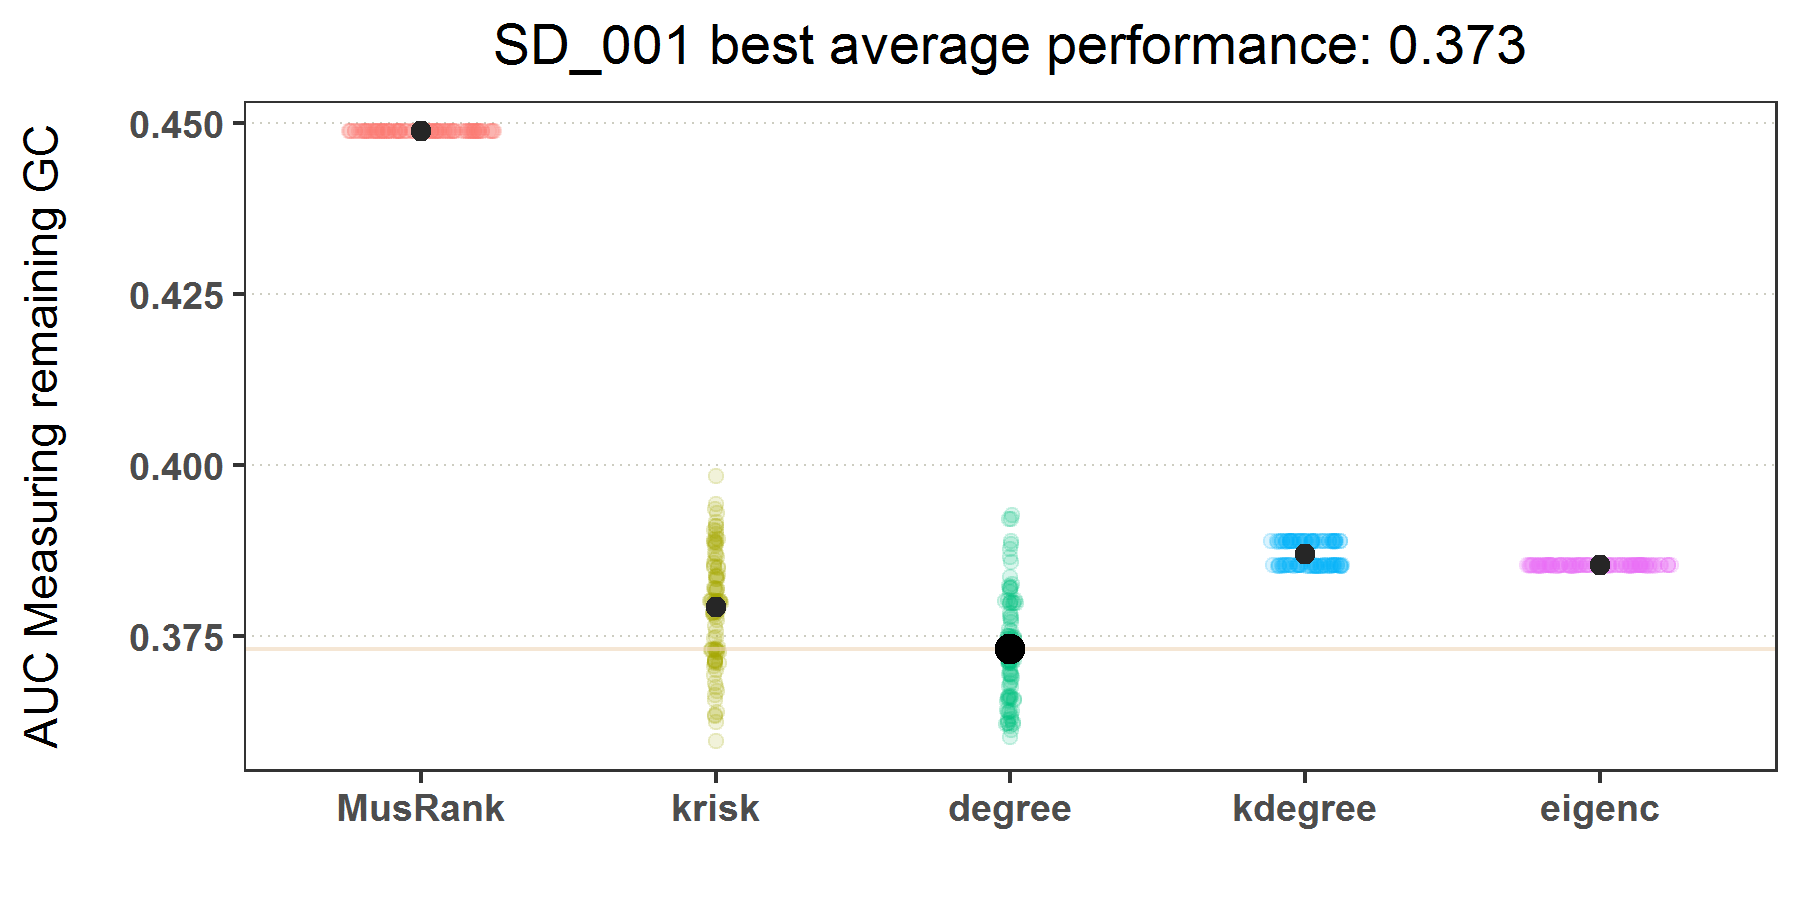 SD_001 best average performance: 0.373
AUC Measuring remaining GC
0.450
0.425
0.400
0.375
MusRank krisk degree kdegree eigenc